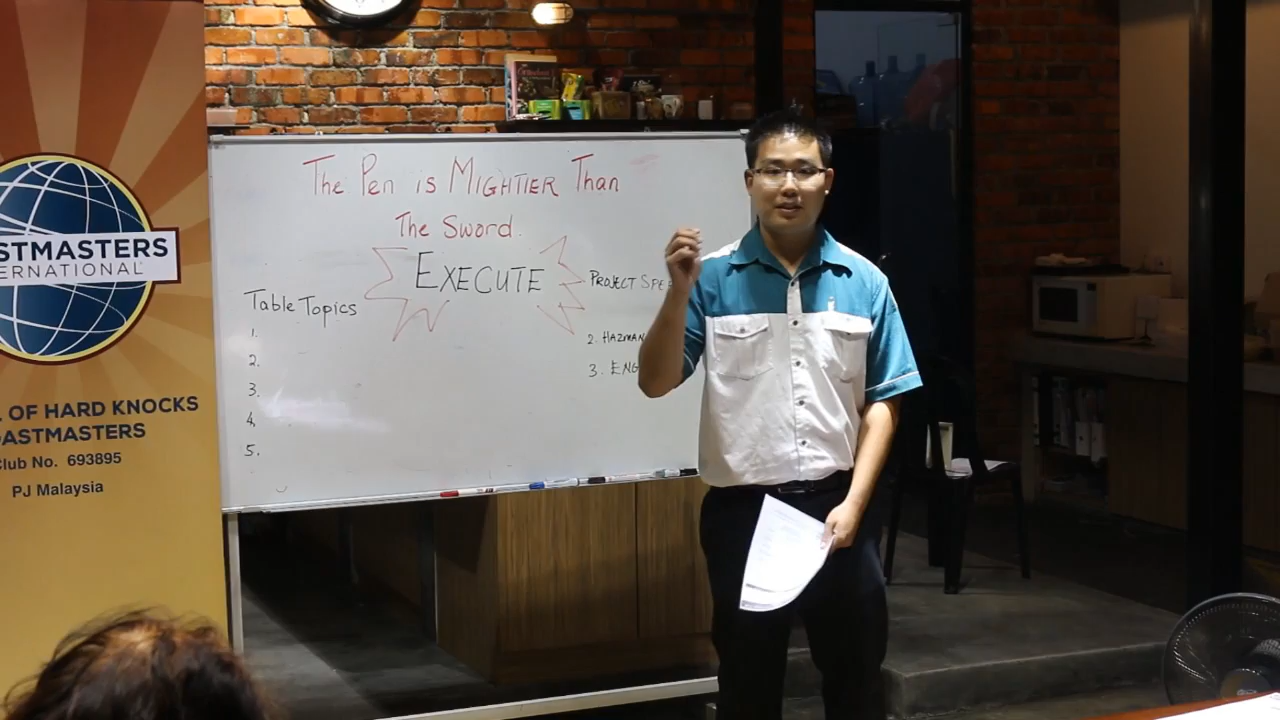 The Pen is Mightier Than
The Sword.
EXECUTE
Table Topics
1.
2.
3.
4.
5.
PROJECT SPE
2. HAZMAN
3. ENG
ASTMASTERS
ERNATIONAL
L OF HARD KNOCKS
OASTMASTERS
Club No. 693895
PJ Malaysia